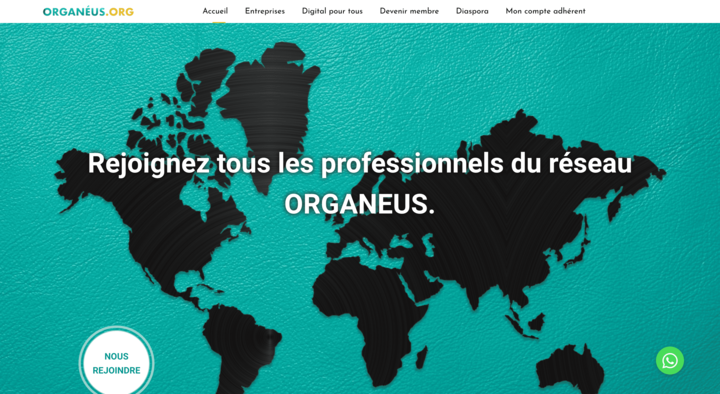 ORGANÉUS.ORG
Accueil Entreprises Digital pour tous Devenir membre Diaspora Mon compte adhérent
Rejoignez tous les professionnels du réseau
ORGANEUS.
NOUS
REJOINDRE